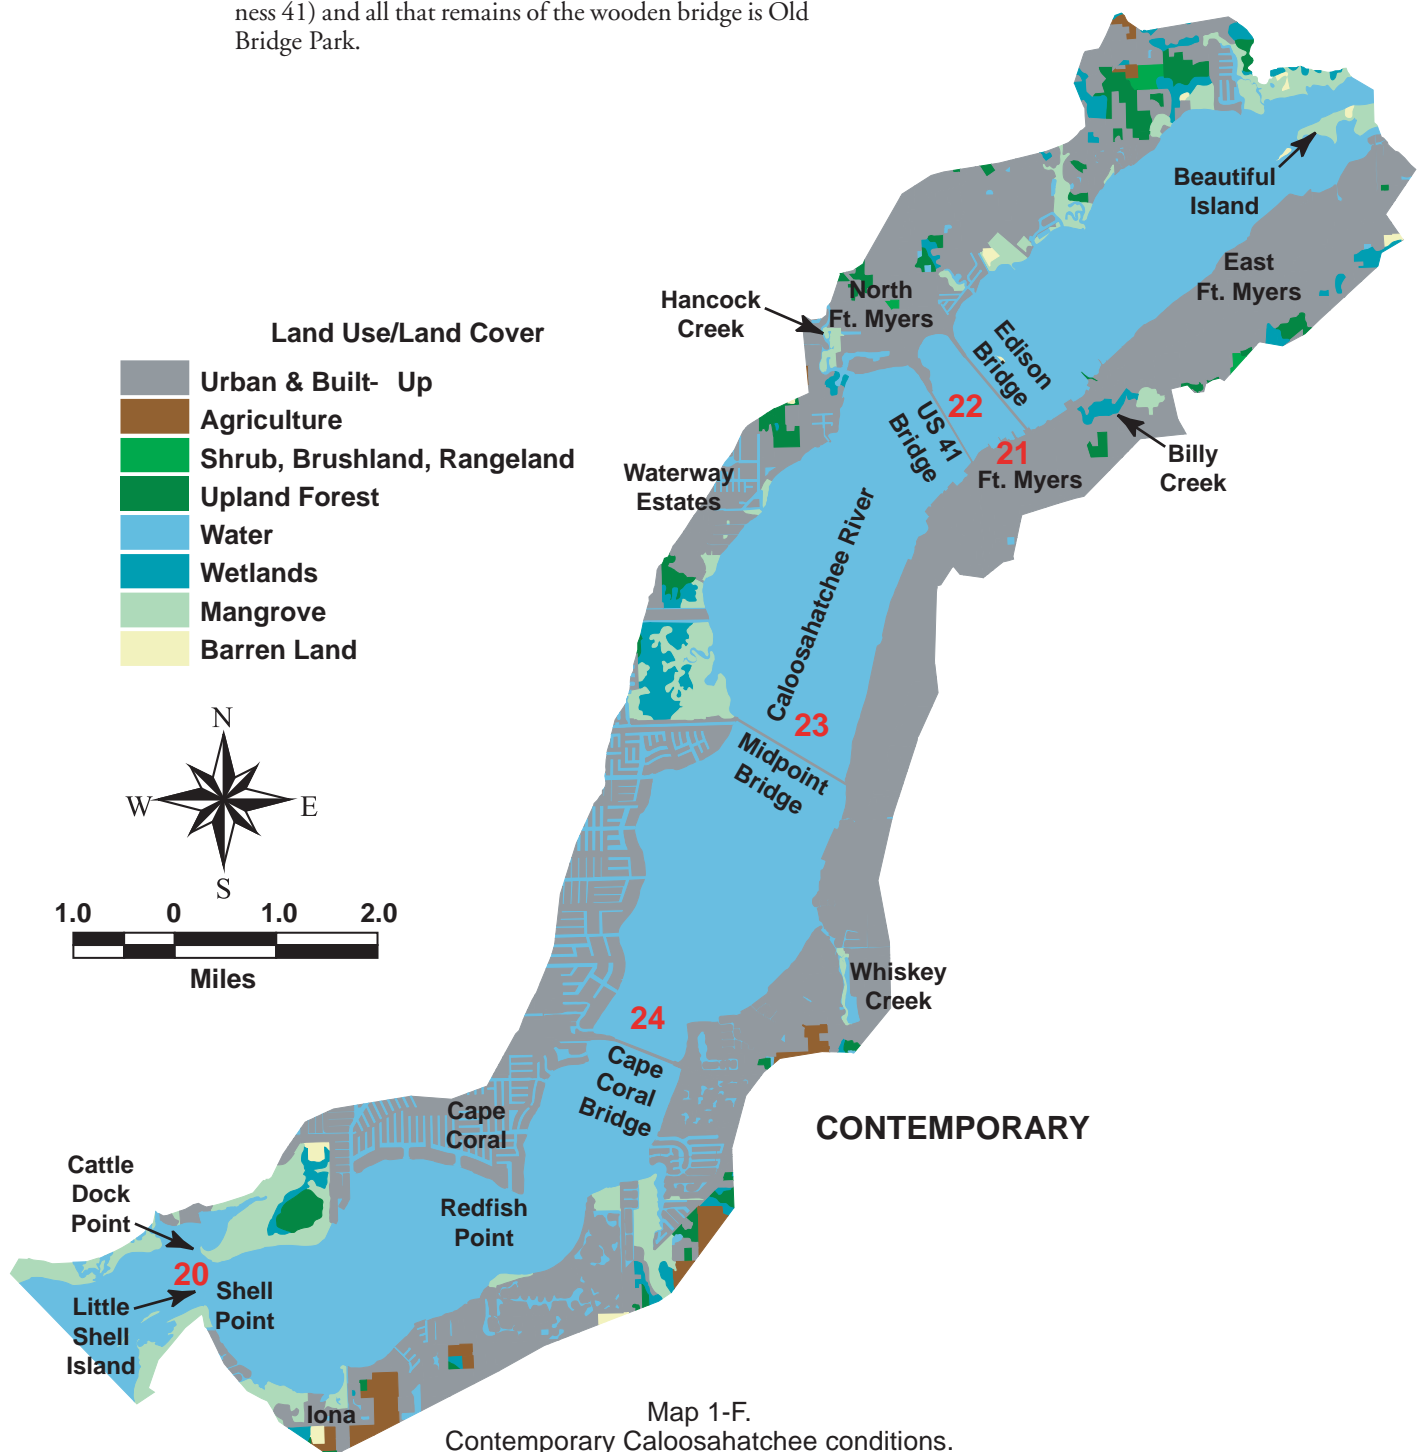 ness 41) and all that remains of the wooden bridge is Old
Bridge Park.
Beautiful
Island
East
Ft. Myers
North
Ft. Myers
Hancock
Creek
Edison
Bridge
22
US 41
Bridge
21
Ft. Myers
Billy
Creek
Land Use/Land Cover
Urban & Built- Up
Agriculture
Shrub, Brushland, Rangeland
Upland Forest
Water
Wetlands
Mangrove
Barren Land
Waterway
Estates
Caloosahatchee River
23
Midpoint
Bridge
N
W E
S
1.0 0 1.0 2.0
Miles
Whiskey
Creek
24
Cape
Coral
Bridge
Cape
Coral
CONTEMPORARY
Cattle
Dock
Point
Redfish
Point
20
Shell
Point
Little
Shell
Island
Iona
Map 1-F.
Contemporary Caloosahatchee conditions.